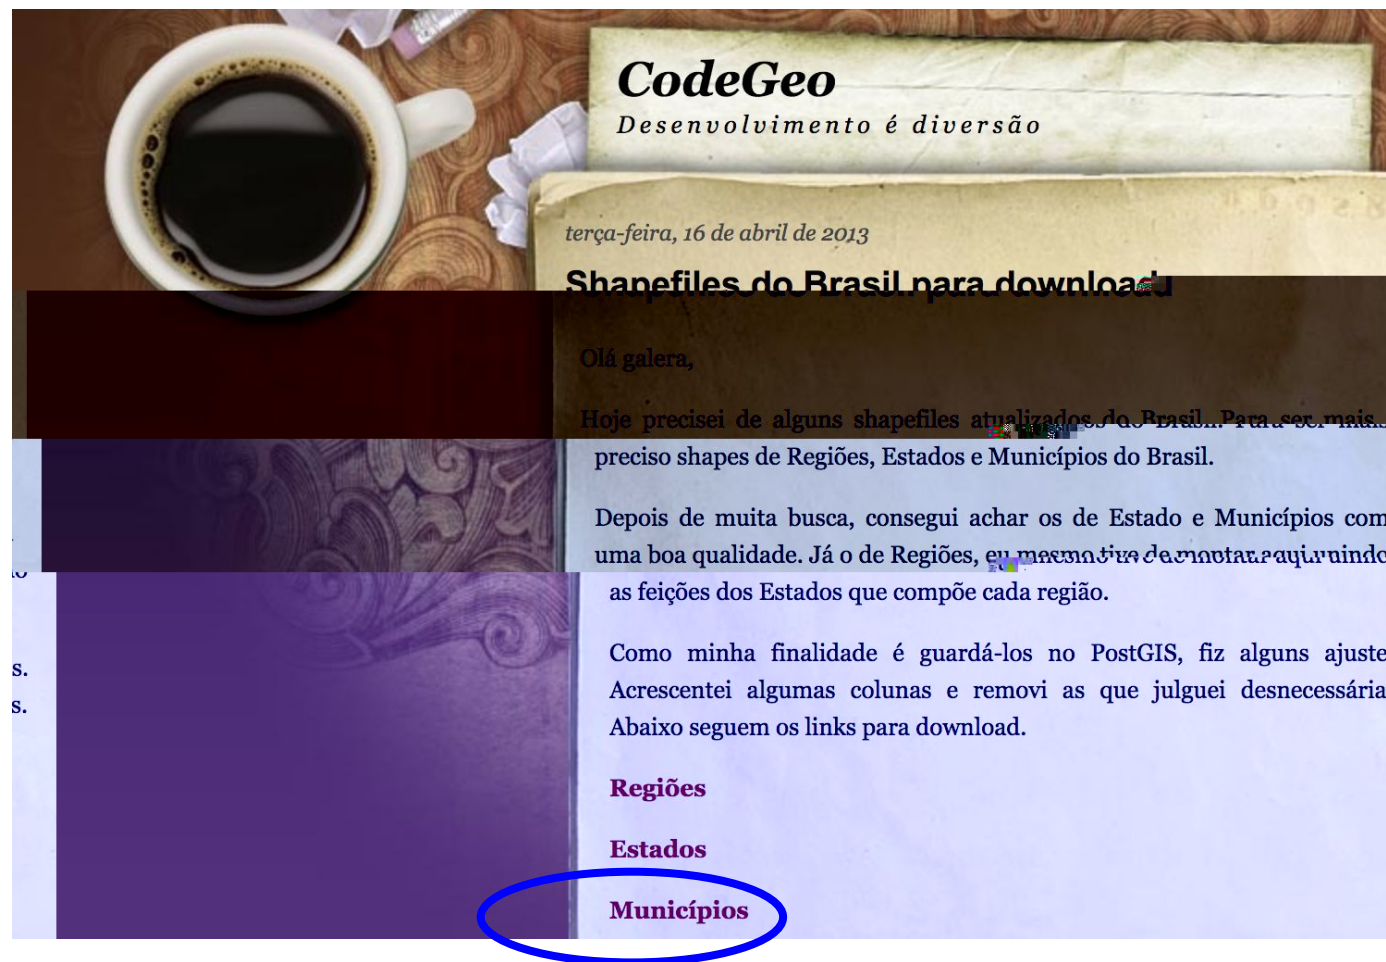 CodeGeo
Desenvolvimento é diversão
terça-feira, 16 de abril de 2013
Shapefiles do Brasil para download
Olá galera,
Hoje precisei de alguns shapefiles atualizados do Brasil. Para ser mais
preciso shapes de Regiões, Estados e Municípios do Brasil.
Depois de muita busca, consegui achar os de Estado e Municípios com
uma boa qualidade. Já o de Regiões, eu mesmo tive de montar aqui unindo
as feições dos Estados que compõe cada região.
Como minha finalidade é guardá-los no PostGIS, fiz alguns ajuste
Acrescentei algumas colunas e removi as que julguei desnecessária
s.
s.
Abaixo seguem os links para download.
Regiões
Estados
Municípios